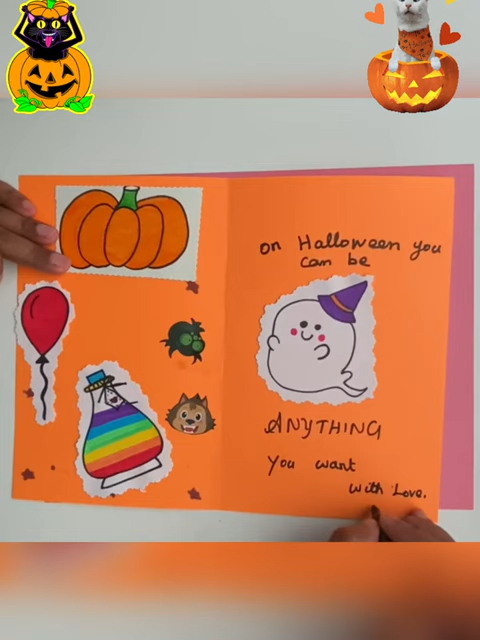 on Halloween you
can be
ANYTHING
You want
With Love.